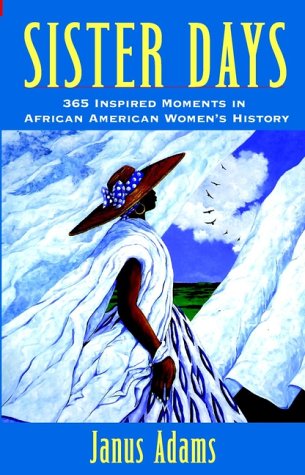 SISTER DAYS
365 INSPIRED MOMENTS IN
AFRICAN AMERICAN WOMEN'S HISTORY
Janus Adams